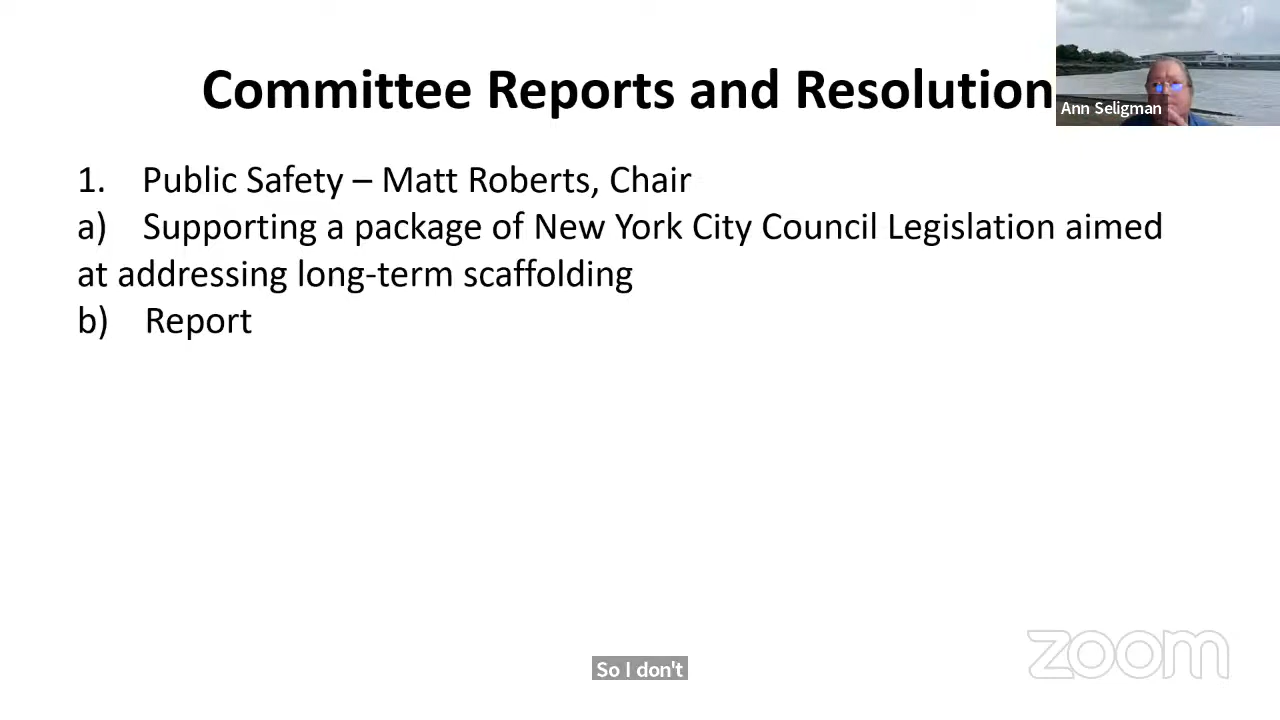 Committee Reports and Resolution
Ann Seligman
1. Public Safety – Matt Roberts, Chair
a) Supporting a package of New York City Council Legislation aimed
at addressing long-term scaffolding
b) Report
So I don't
zoom